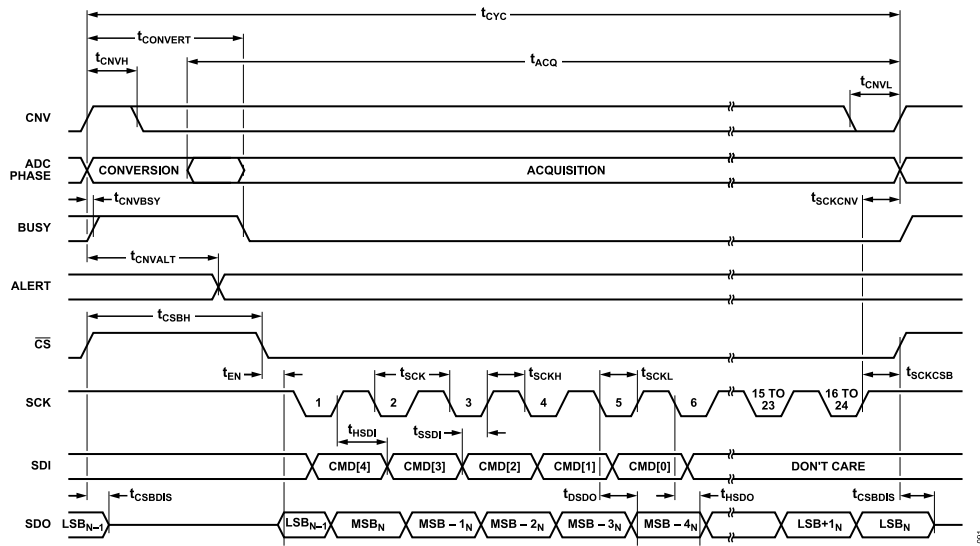 tCYC
tCONVERT
tCNVH
tACQ
tCNVL
CNV
ADC
PHASE
CONVERSION
ACQUISITION
tCNVBSY
tSCKCNV
BUSY
tCNVALT
ALERT
tCSBH
CS
tEN
tSCK
tSCKH
tSCKL
tSCKCSB
SCK
1
2
3
4
5
6
15 TO
23
16 TO
24
tHSDI
tSSDI
SDI
CMD[4]
CMD[3]
CMD[2]
CMD[1]
CMD[0]
DON'T CARE
tCSBDIS
tDSDO
tHSDO
tCSBDIS
SDO
LSBN–1
LSBN–1
MSBN
MSB – 1N
MSB – 2N
MSB – 3N
MSB – 4N
LSB+1N
LSBN